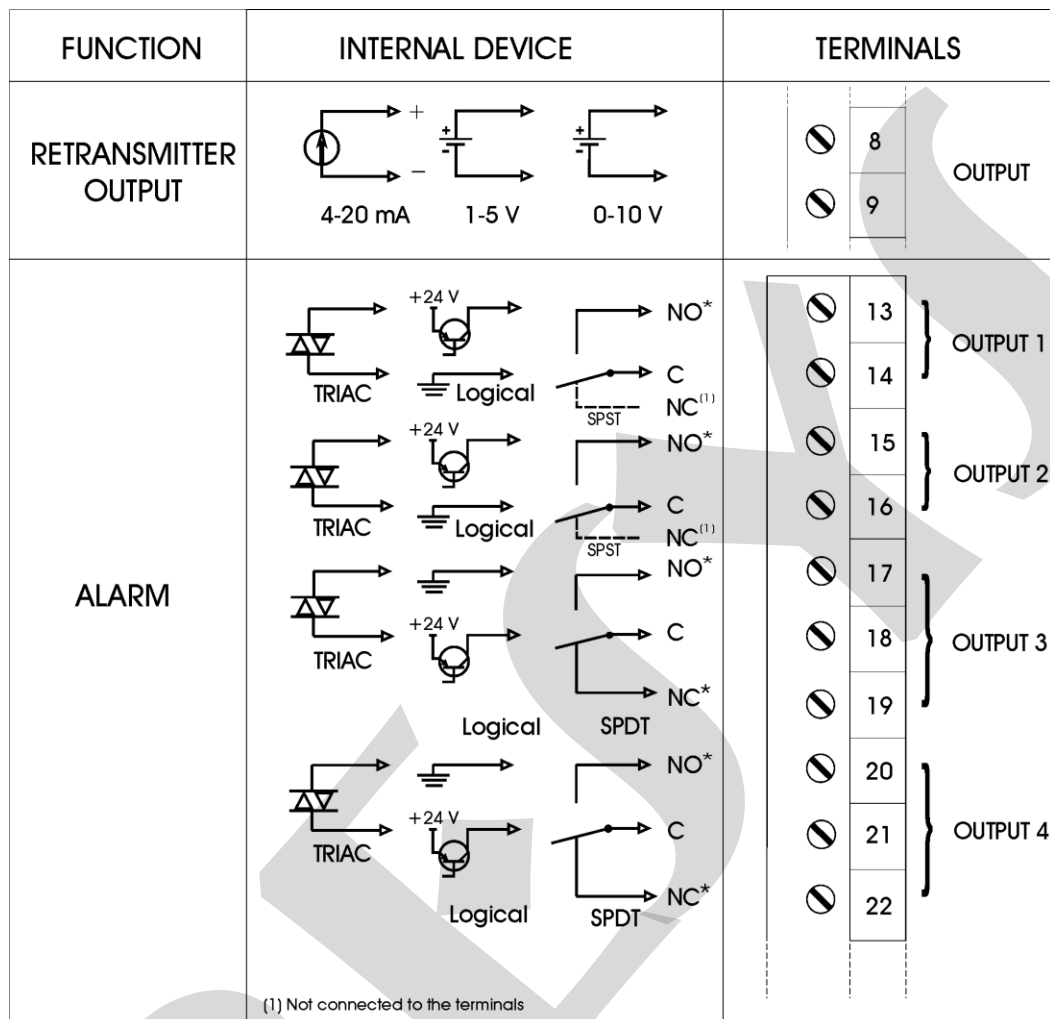 FUNCTION INTERNAL DEVICE TERMINALS
RETRANSMITTER
OUTPUT
+
−
+
-
+
-
4-20 mA 1-5 V 0-10 V
8
9
OUTPUT
ALARM
+24 V
NO*
TRIAC
Logical
C
NC(1)
SPST
13
14
OUTPUT 1
+24 V
NO*
TRIAC
Logical
C
NC(1)
SPST
15
16
OUTPUT 2
NO*
TRIAC
+24 V
C
NC*
Logical SPDT
17
18
19
OUTPUT 3
NO*
TRIAC
+24 V
C
NC*
Logical SPDT
20
21
22
OUTPUT 4
(1) Not connected to the terminals